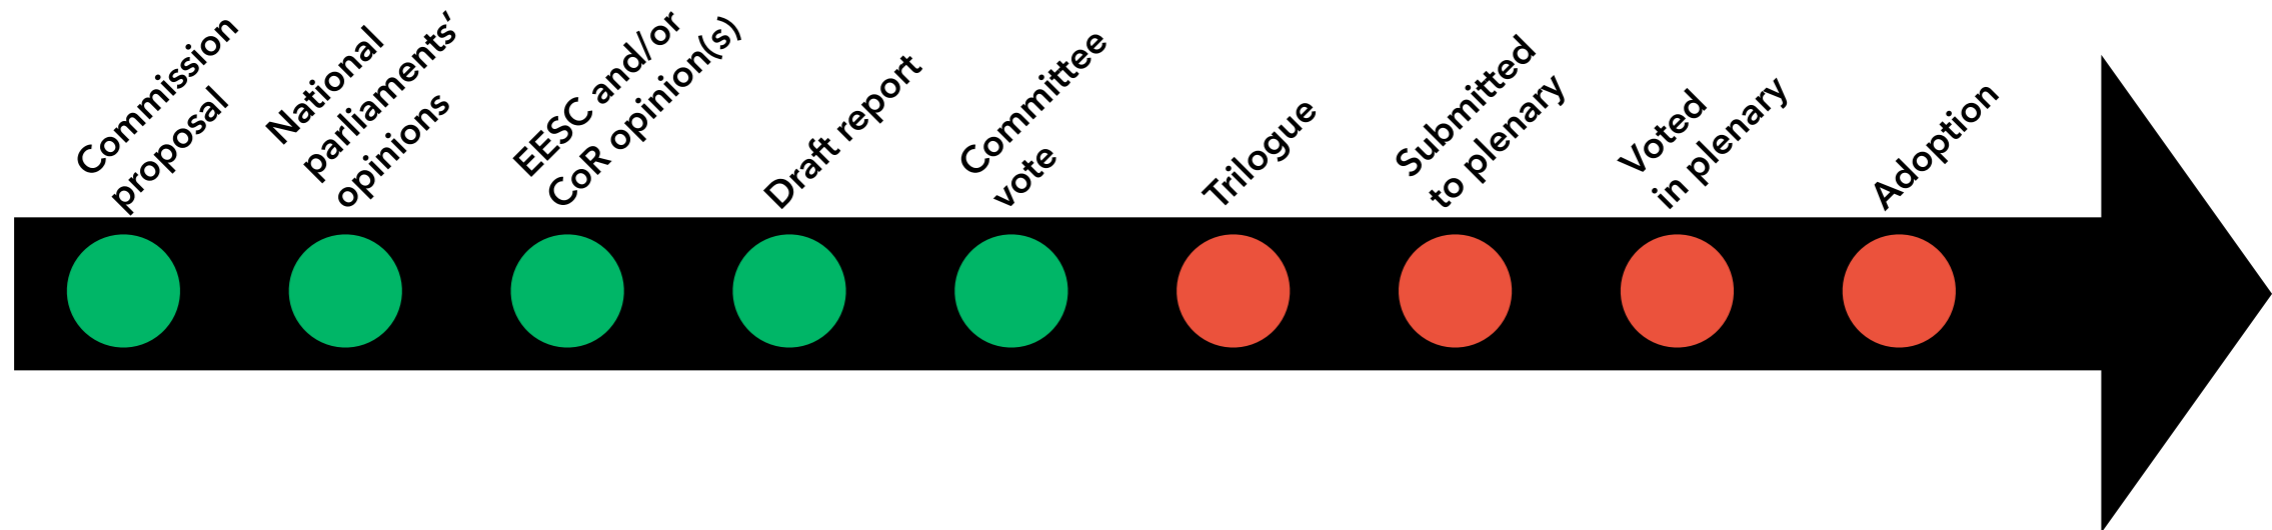 Commission
proposal
National
parliaments’
opinions
EESC and/or
CoR opinion(s)
Draft report
Committee
vote
Trilogue
Submitted
to plenary
Voted
in plenary
Adoption